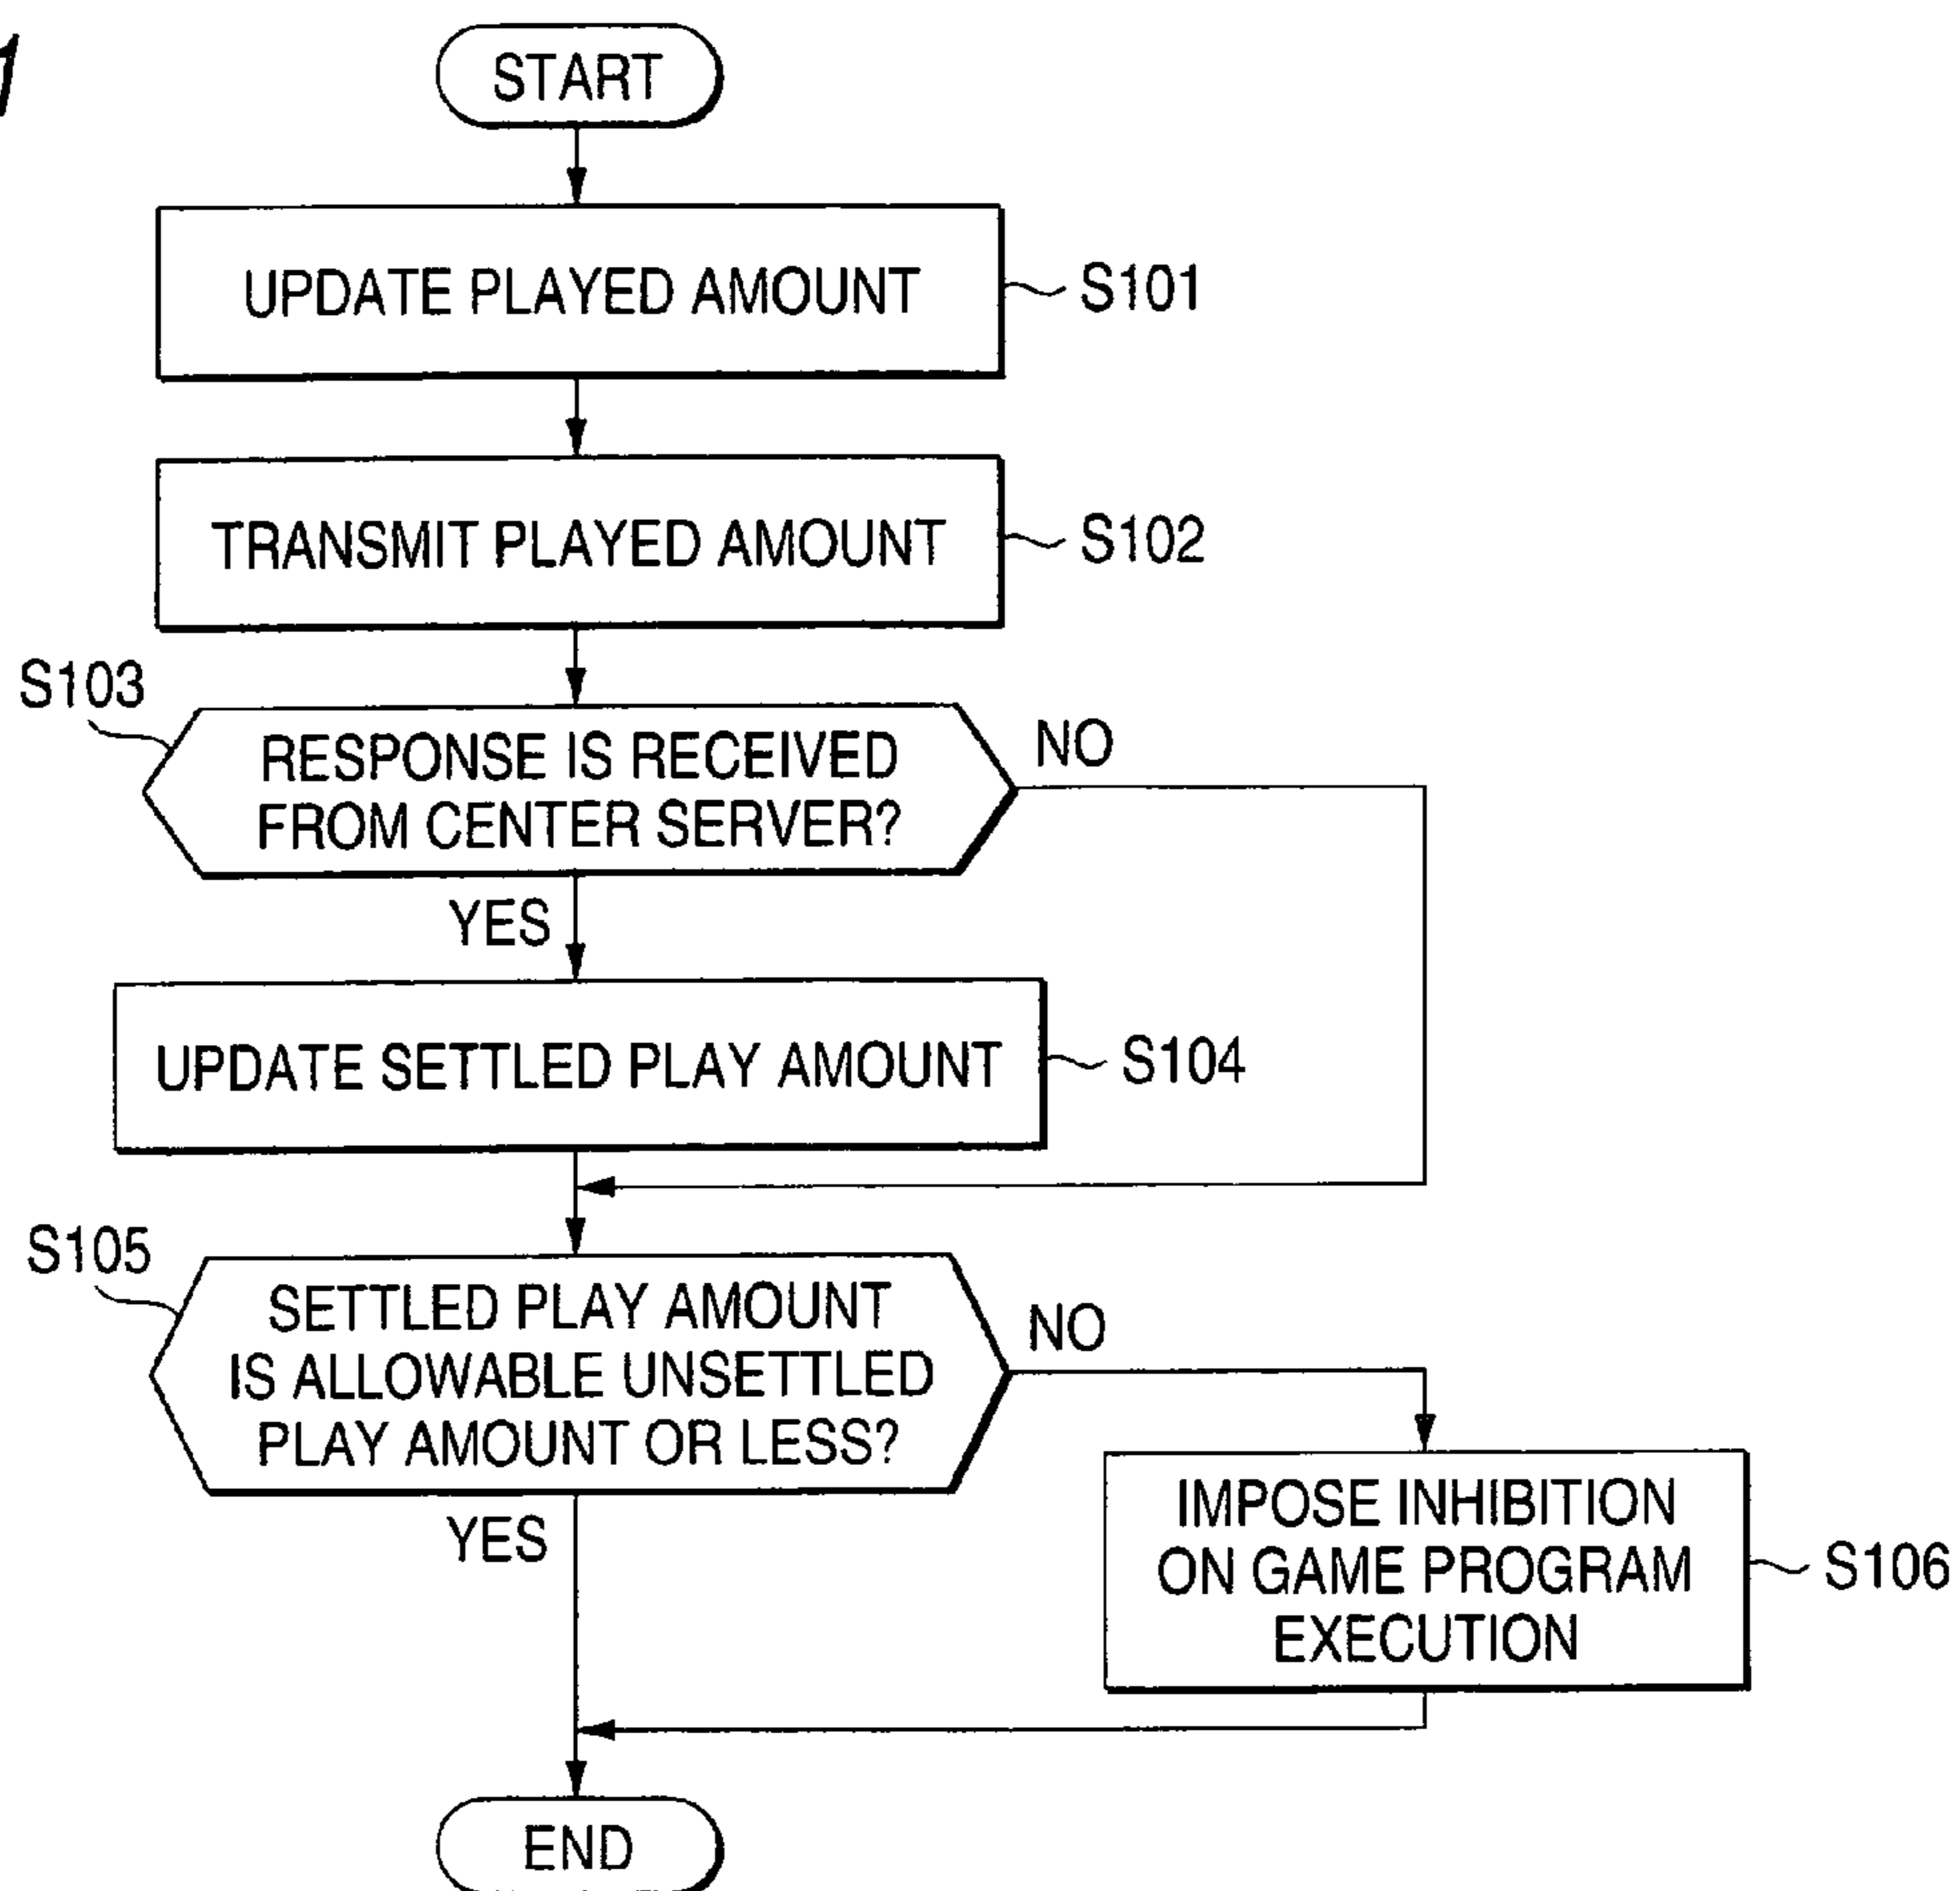 START
UPDATE PLAYED AMOUNT
S101
TRANSMIT PLAYED AMOUNT
S102
S103
RESPONSE IS RECEIVED
FROM CENTER SERVER?
NO
YES
UPDATE SETTLED PLAY AMOUNT
S104
S105
SETTLED PLAY AMOUNT
IS ALLOWABLE UNSETTLED
PLAY AMOUNT OR LESS?
NO
YES
IMPOSE INHIBITION
ON GAME PROGRAM
EXECUTION
S106
END